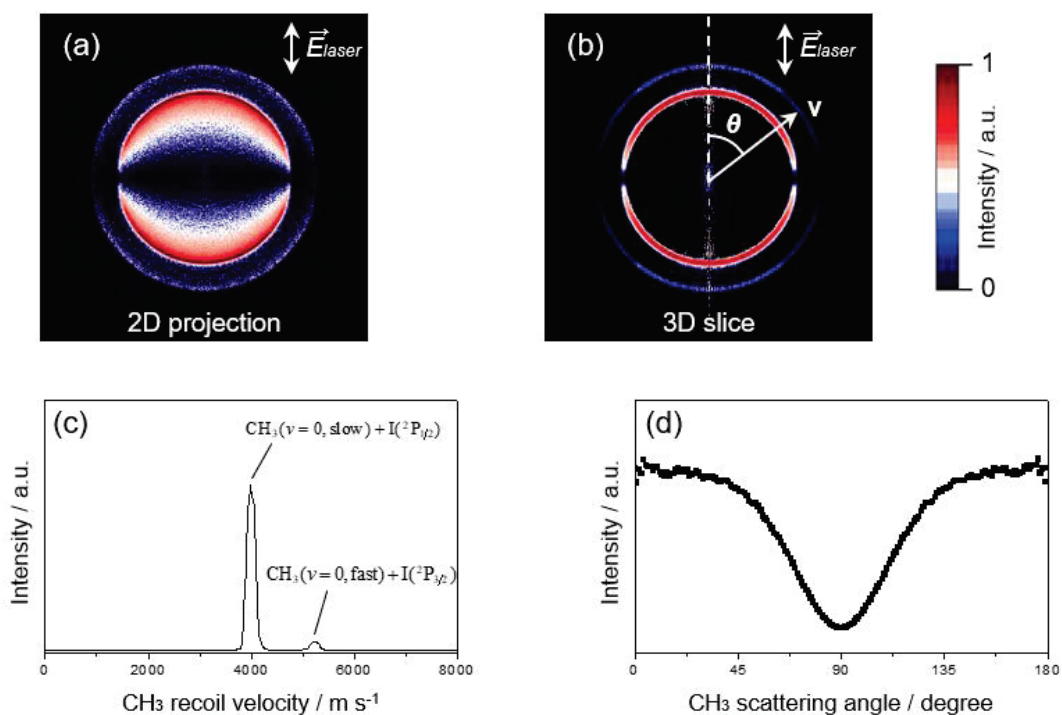 (a)
E⃗laser
2D projection
(b)
E⃗laser
θ
v
3D slice
1
0
Intensity / a.u.
(c)
CH₃(v = 0, slow) + I(²P₁/₂)
CH₃(v = 0, fast) + I(²P₃/₂)
Intensity / a.u.
0 2000 4000 6000 8000
CH₃ recoil velocity / m s⁻¹
(d)
Intensity / a.u.
0 45 90 135 180
CH₃ scattering angle / degree